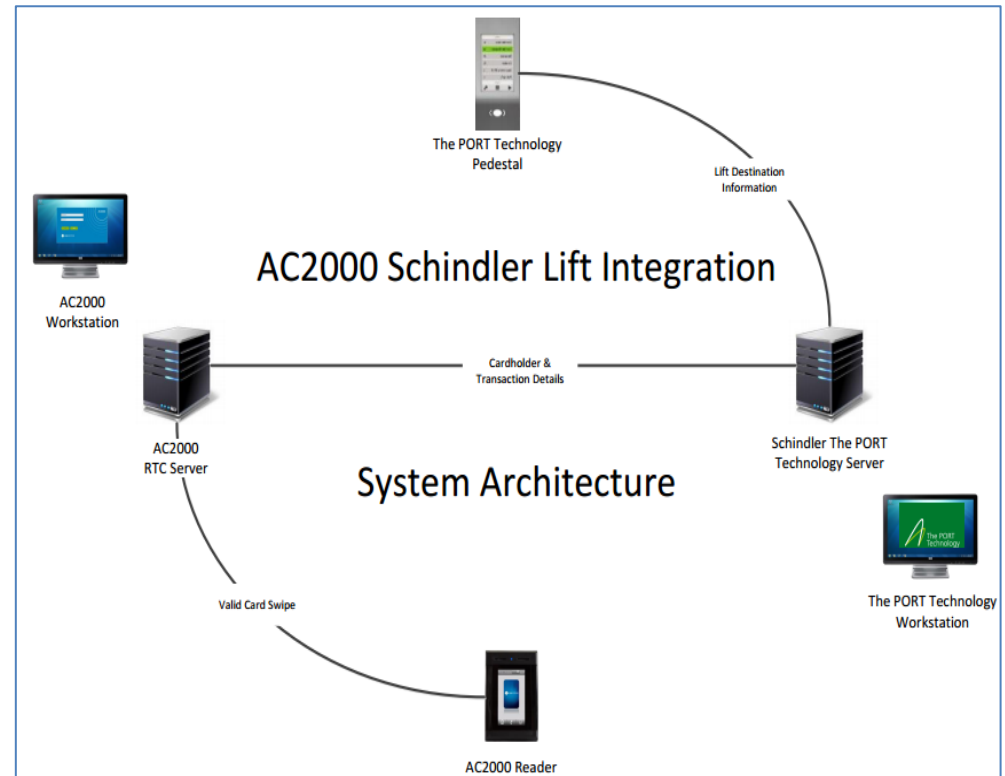 The PORT Technology
Pedestal
Lift Destination
Information
AC2000 Schindler Lift Integration
AC2000
Workstation
Cardholder &
Transaction Details
AC2000
RTC Server
Schindler The PORT
Technology Server
System Architecture
The PORT
Technology
The PORT Technology
Workstation
Valid Card Swipe
AC2000 Reader